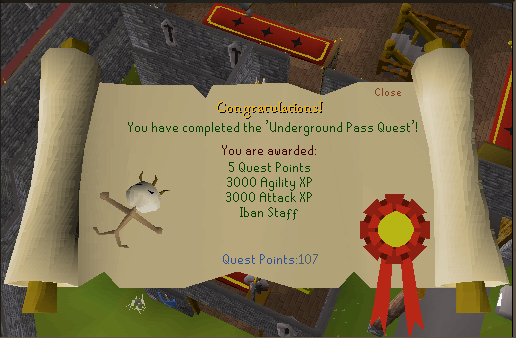 Close
Congratulations!
You have completed the 'Underground Pass Quest'!
You are awarded:
5 Quest Points
3000 Agility XP
3000 Attack XP
Iban Staff
Quest Points:107